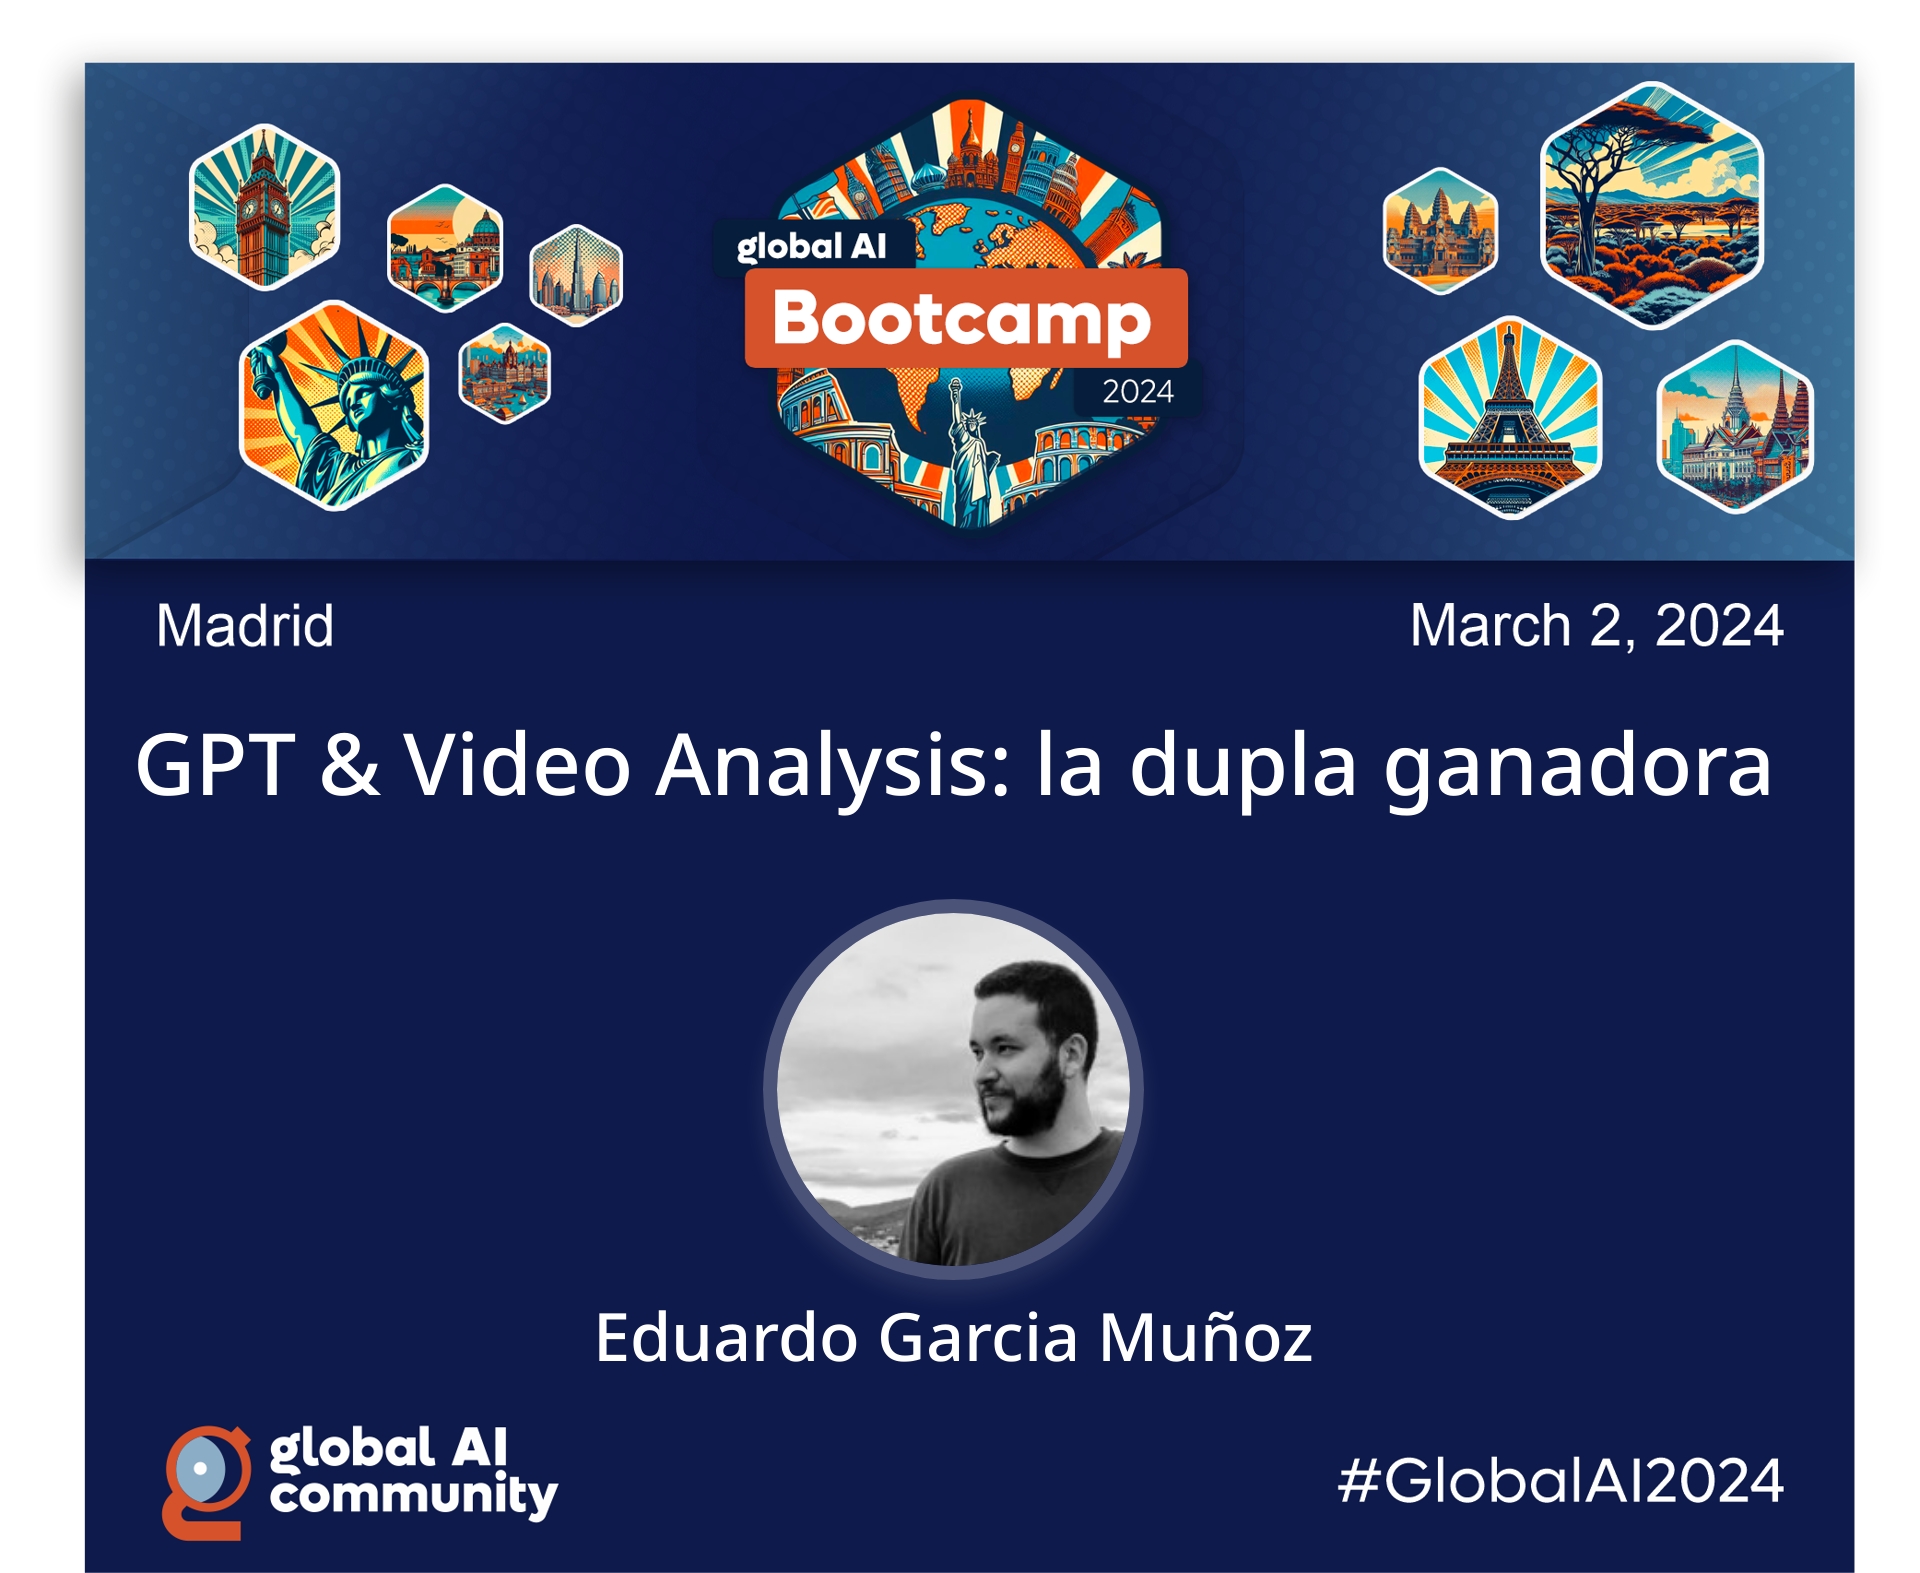 global AI
Bootcamp
2024
Madrid
March 2, 2024
GPT & Video Analysis: la dupla ganadora
Eduardo Garcia Muñoz
global AI
community
#GlobalAI2024